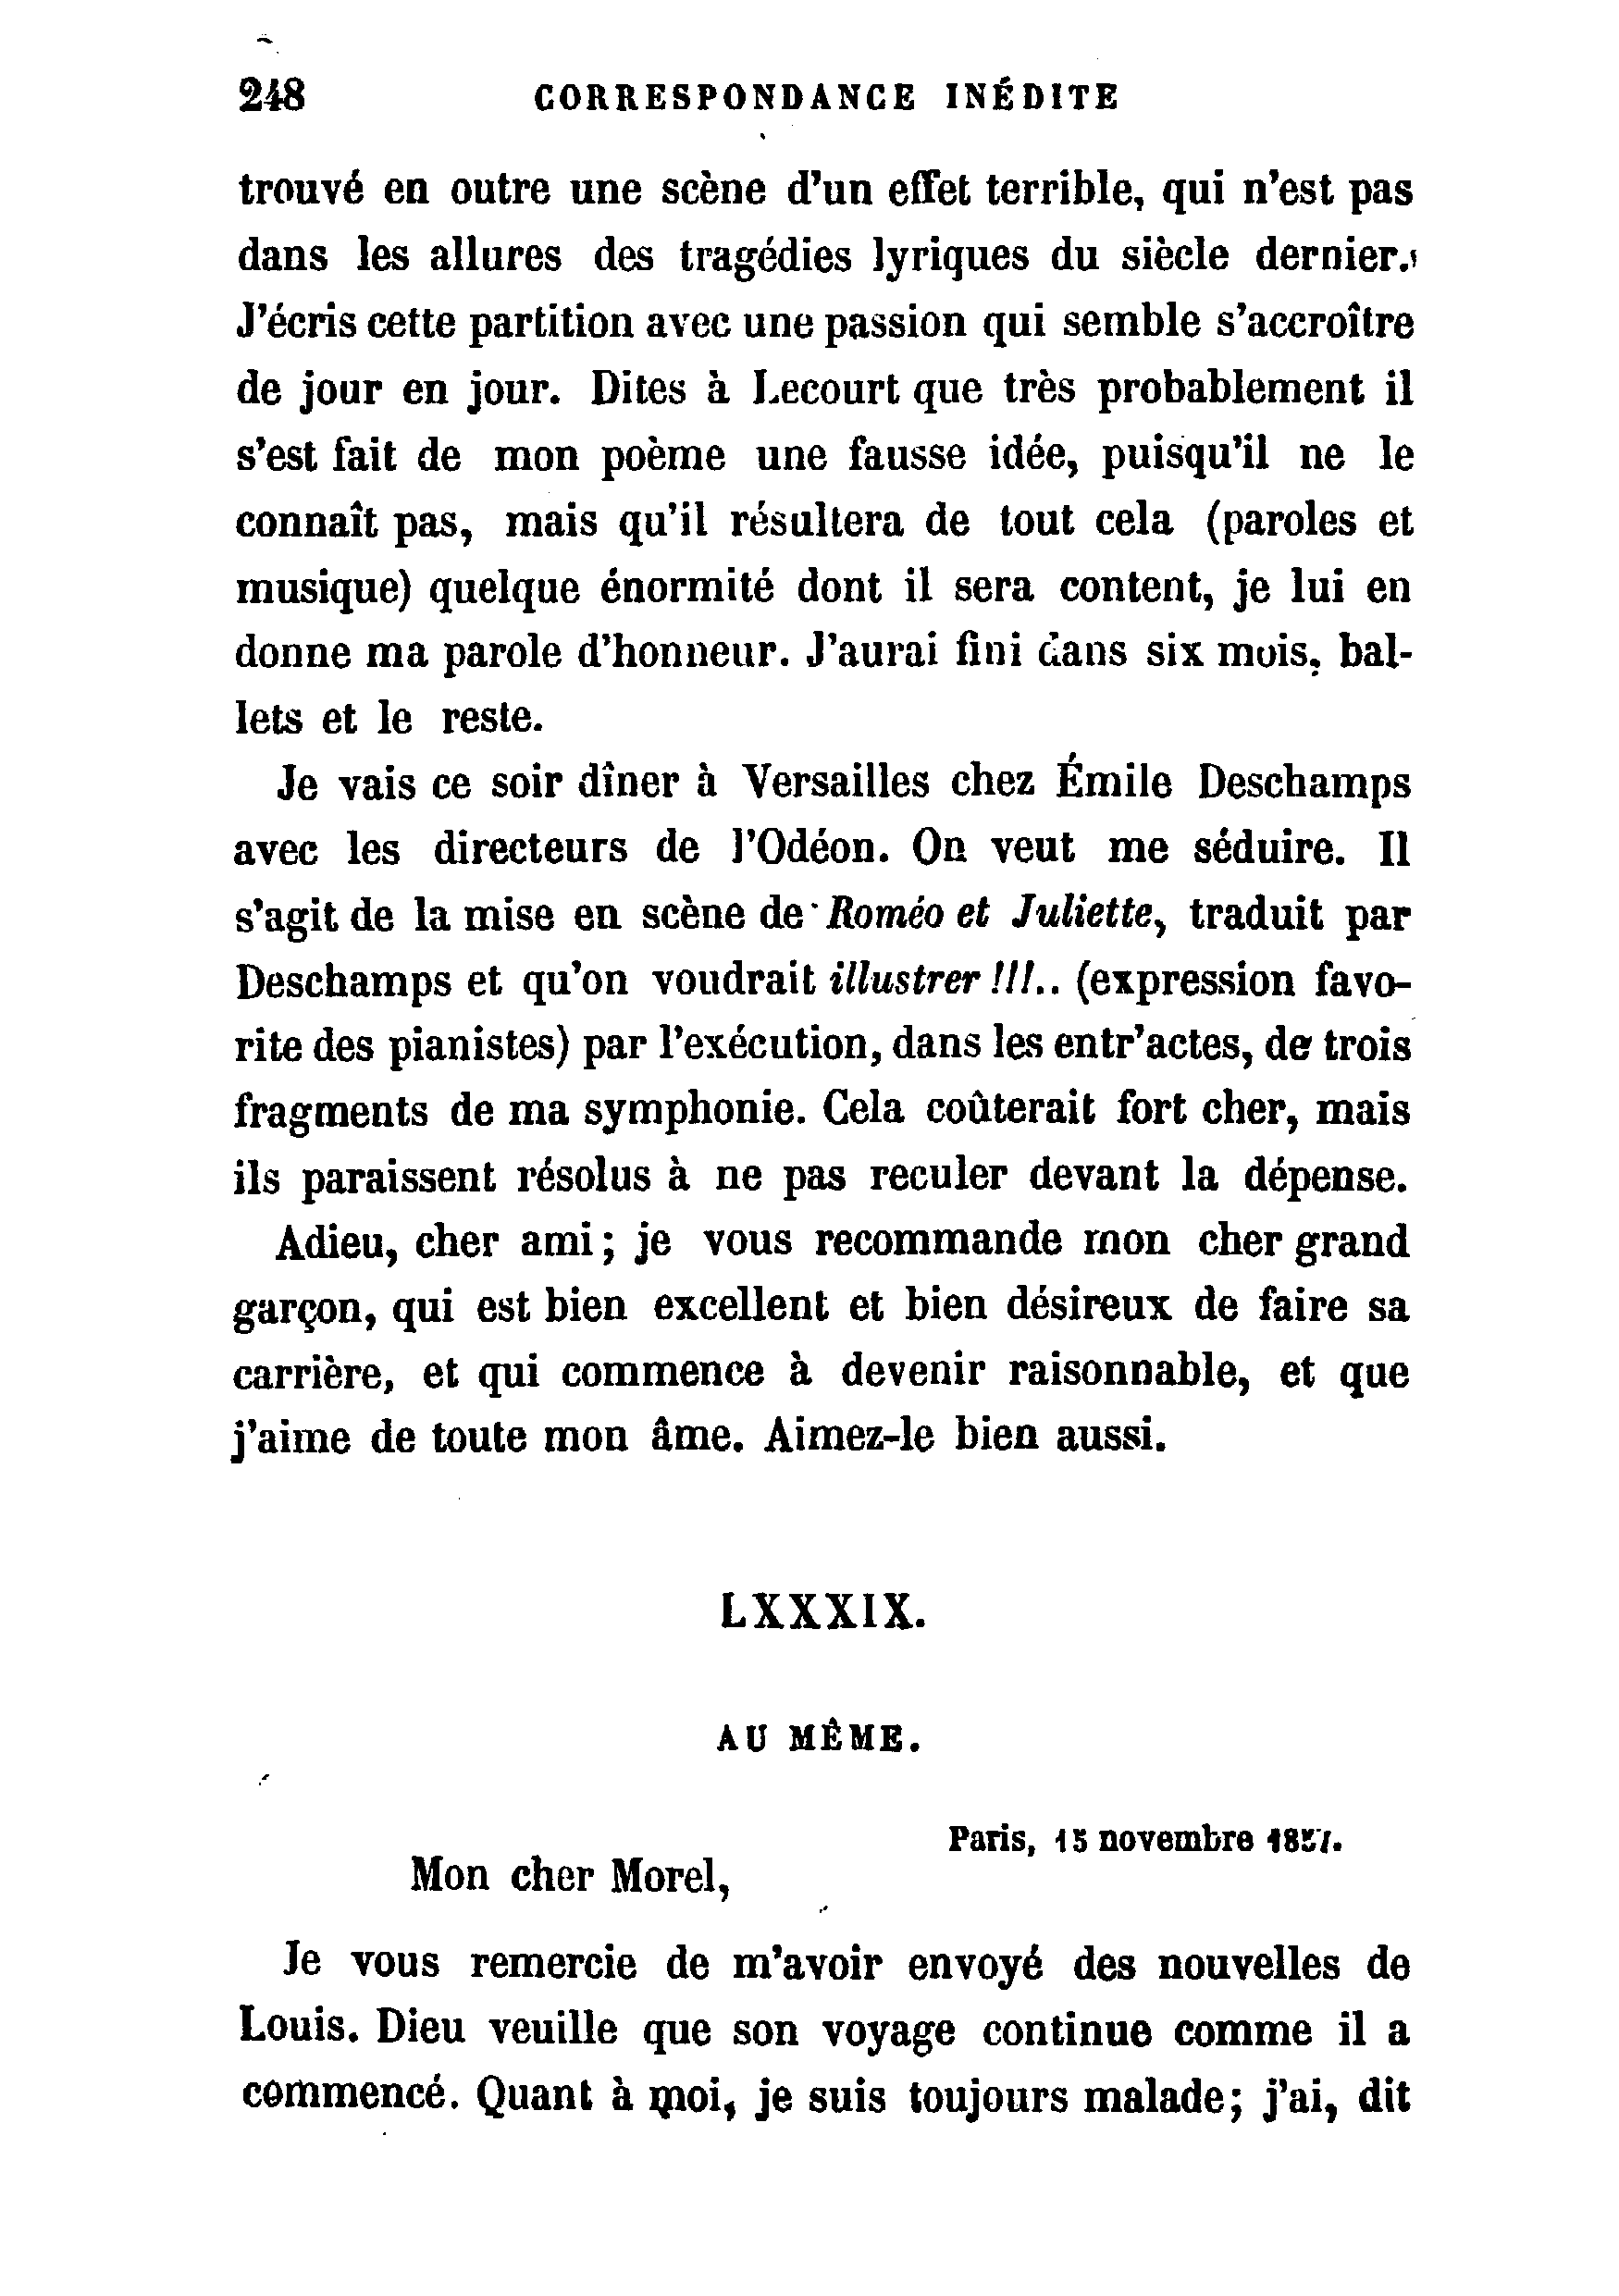 248 CORRESPONDANCE INÉDITE
trouvé en outre une scène d'un effet terrible, qui n'est pas
dans les allures des tragédies lyriques du siècle dernier.
J'écris cette partition avec une passion qui semble s'accroître
de jour en jour. Dites à Lecourt que très probablement il
s'est fait de mon poème une fausse idée, puisqu'il ne le
connaît pas, mais qu'il résultera de tout cela (paroles et
musique) quelque énormité dont il sera content, je lui en
donne ma parole d'honneur. J'aurai fini dans six mois, bal-
lets et le reste.
Je vais ce soir dîner à Versailles chez Émile Deschamps
avec les directeurs de l'Odéon. On veut me séduire. Il
s'agit de la mise en scène de Roméo et Juliette, traduit par
Deschamps et qu'on voudrait illustrer !!!.. (expression favo-
rite des pianistes) par l'exécution, dans les entr'actes, de trois
fragments de ma symphonie. Cela coûterait fort cher, mais
ils paraissent résolus à ne pas reculer devant la dépense.
Adieu, cher ami ; je vous recommande mon cher grand
garçon, qui est bien excellent et bien désireux de faire sa
carrière, et qui commence à devenir raisonnable, et que
j'aime de toute mon âme. Aimez-le bien aussi.
LXXXIX.
AU MÊME.
Paris, 15 novembre 1857.
Mon cher Morel,
Je vous remercie de m'avoir envoyé des nouvelles de
Louis. Dieu veuille que son voyage continue comme il a
commencé. Quant à moi, je suis toujours malade ; j'ai, dit